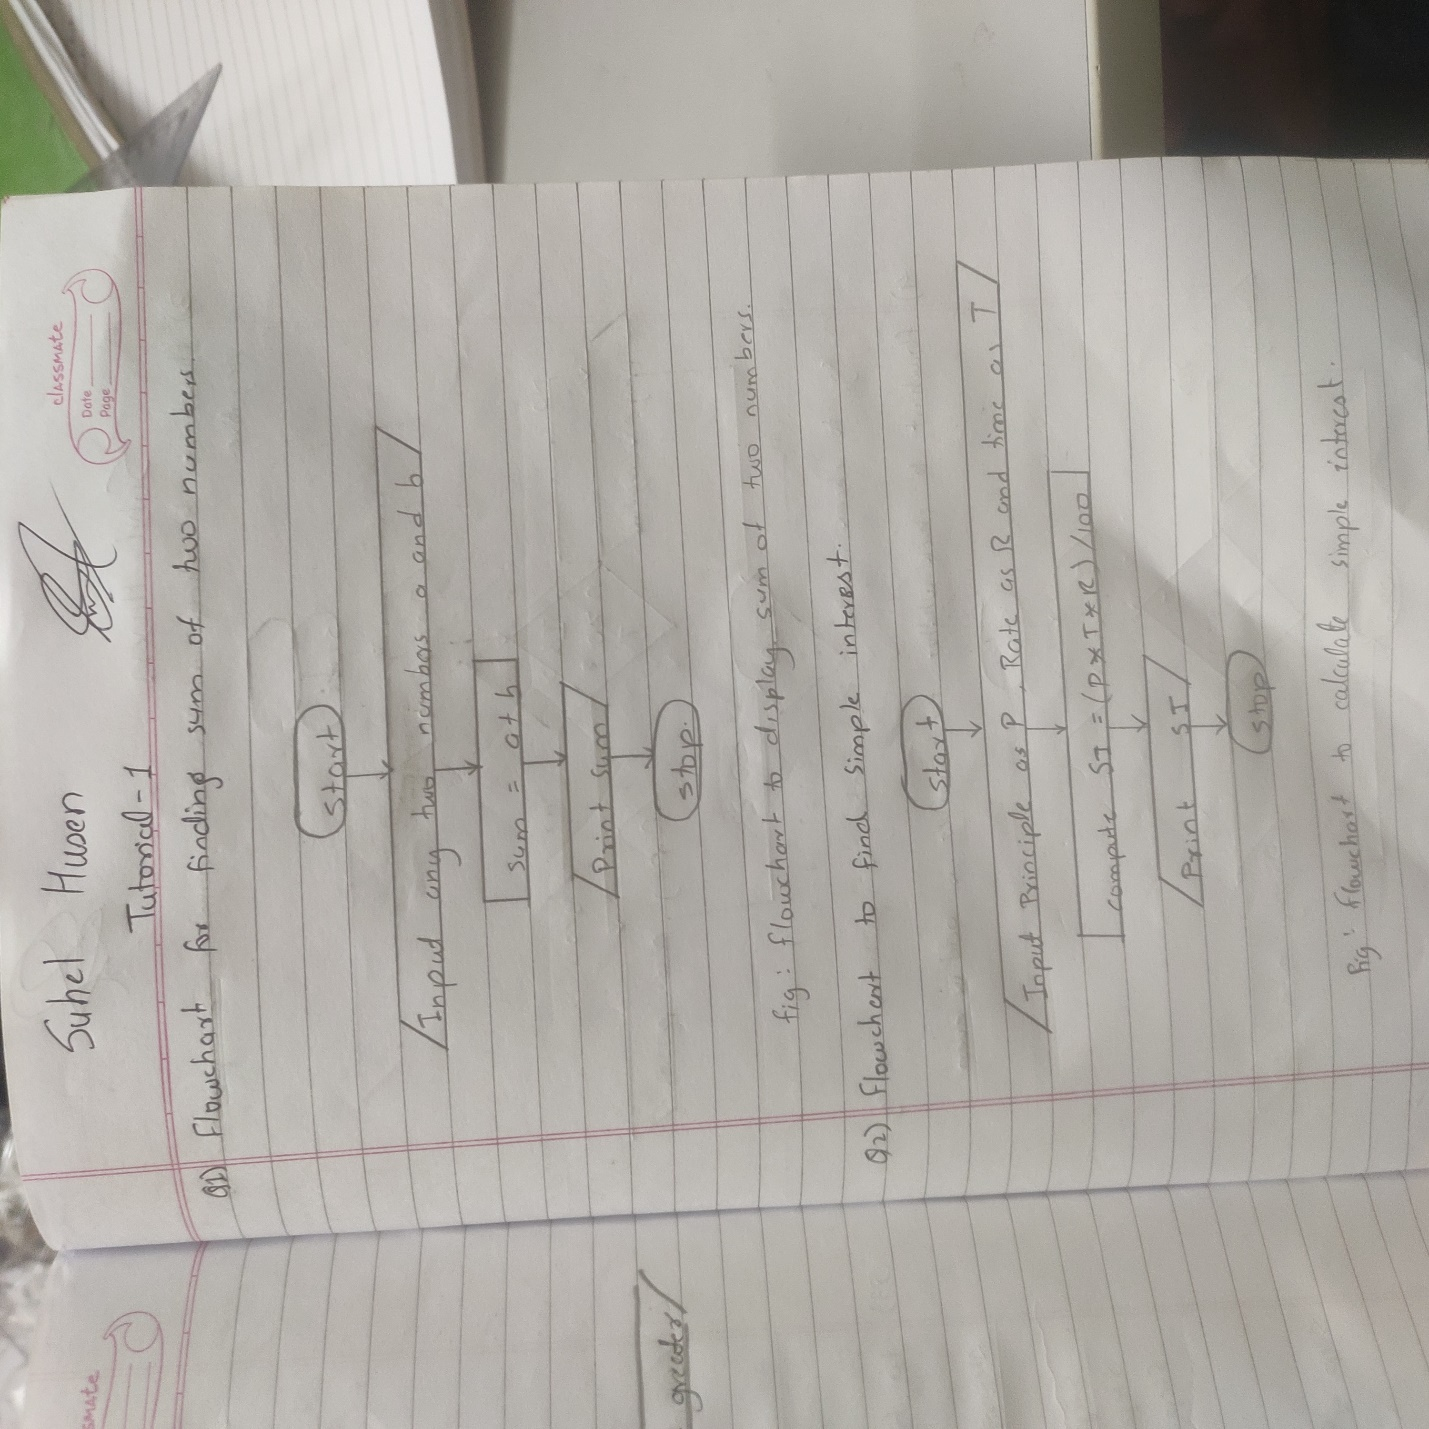 classmate
Date
Page
Suhel Husen
Tutorial-1
Q1) Flowchart for finding sum of two numbers.
Start
Input any two numbers a and b
sum = a+b
Print sum
stop.
fig: flowchart to display sum of two numbers.
Q2) Flowchart to find simple interest.
Start
Input Principle as P, Rate as R and time as T
compute SI = (P*T*R)/100
Print SI
stop
fig: flowchart to calculate simple interest.
smate
greater